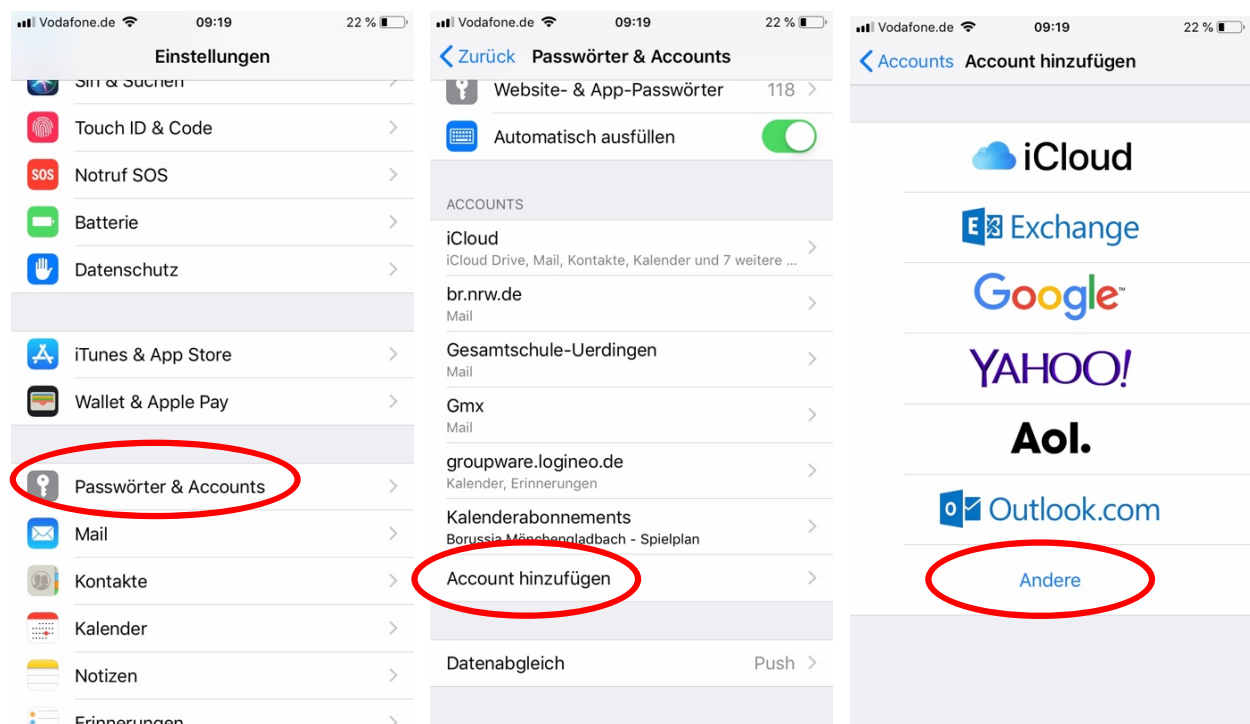 Vodafone.de 09:19 22 %
Einstellungen
Siri & Suchen
Touch ID & Code
SOS Notruf SOS
Batterie
Datenschutz
iTunes & App Store
Wallet & Apple Pay
Passwörter & Accounts
Mail
Kontakte
Kalender
Notizen
Erinnerungen
Vodafone.de 09:19 22 %
Zurück Passwörter & Accounts
Website- & App-Passwörter 118
Automatisch ausfüllen
ACCOUNTS
iCloud
iCloud Drive, Mail, Kontakte, Kalender und 7 weitere ...
br.nrw.de
Mail
Gesamtschule-Uerdingen
Mail
Gmx
Mail
groupware.logineo.de
Kalender, Erinnerungen
Kalenderabonnements
Borussia Mönchengladbach - Spielplan
Account hinzufügen
Datenabgleich Push
Vodafone.de 09:19 22 %
Accounts Account hinzufügen
iCloud
E Exchange
Google™
YAHOO!
Aol.
o Outlook.com
Andere